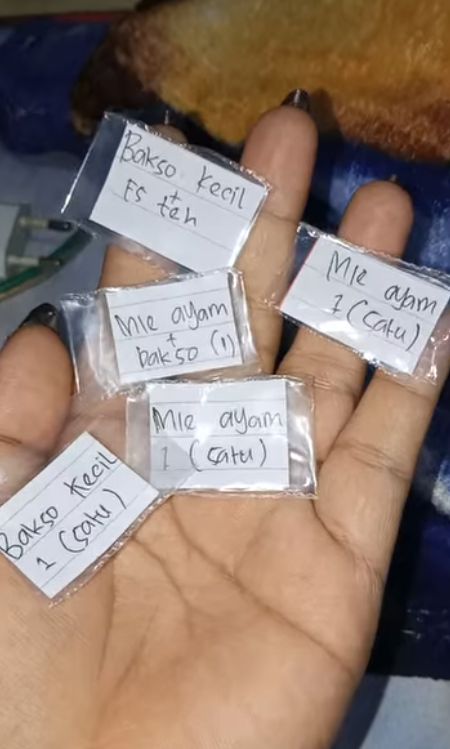 Bakso Kecil
+
Es teh
Mie ayam
1 (satu)
Mie ayam
+
bakso (1)
Mie ayam
1 (satu)
Bakso Kecil
1 (satu)